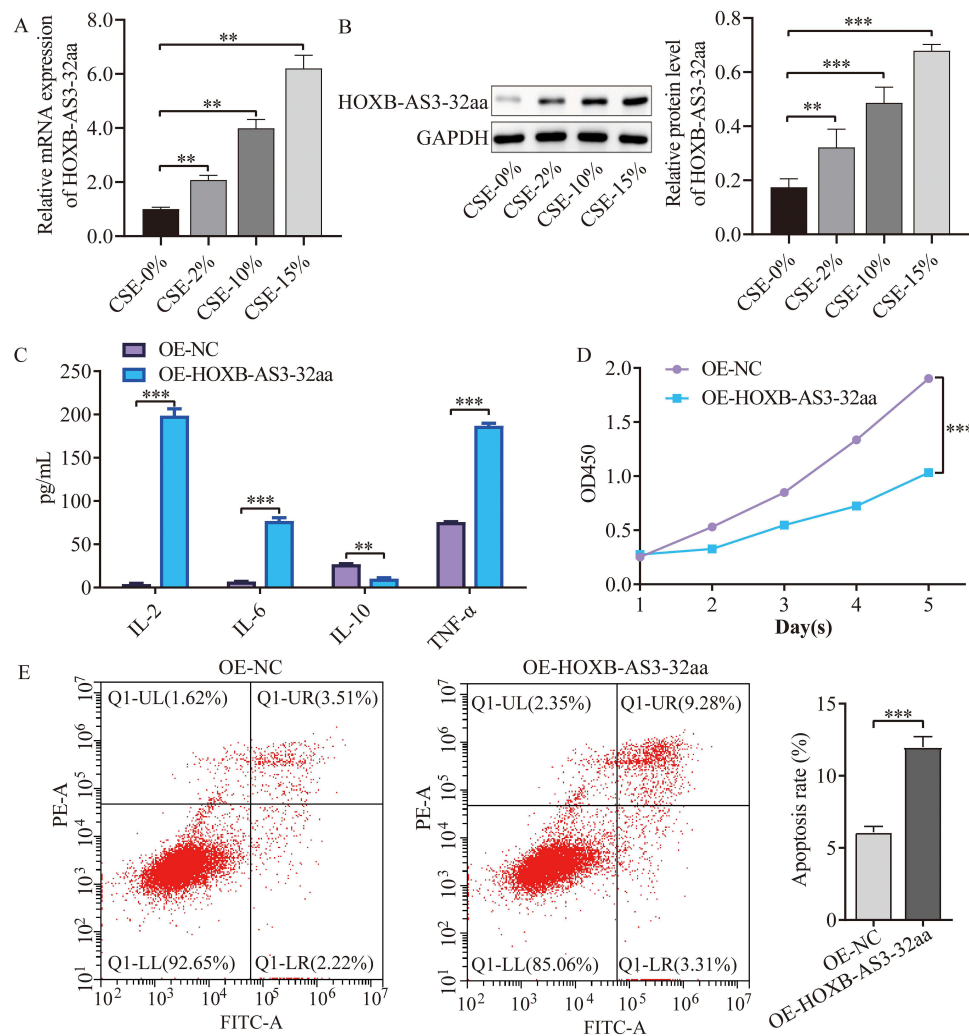 A
Relative mRNA expression
of HOXB-AS3-32aa
8.0
6.0
4.0
2.0
0.0
**
**
**
CSE-0%
CSE-2%
CSE-10%
CSE-15%
B
HOXB-AS3-32aa
GAPDH
CSE-0%
CSE-2%
CSE-10%
CSE-15%
Relative protein level
of HOXB-AS3-32aa
0.8
0.6
0.4
0.2
0.0
***
***
**
CSE-0%
CSE-2%
CSE-10%
CSE-15%
C
OE-NC
OE-HOXB-AS3-32aa
pg/mL
250
200
150
100
50
0
***
***
**
***
IL-2
IL-6
IL-10
TNF-α
D
OE-NC
OE-HOXB-AS3-32aa
OD450
2.0
1.5
1.0
0.5
0.0
***
1 2 3 4 5
Day(s)
E
OE-NC
Q1-UL(1.62%) Q1-UR(3.51%)
Q1-LL(92.65%) Q1-LR(2.22%)
PE-A
10⁷
10⁶
10⁵
10⁴
10³
10²
10¹
10² 10³ 10⁴ 10⁵ 10⁶ 10⁷
FITC-A
OE-HOXB-AS3-32aa
Q1-UL(2.35%) Q1-UR(9.28%)
Q1-LL(85.06%) Q1-LR(3.31%)
PE-A
10⁷
10⁶
10⁵
10⁴
10³
10²
10¹
10² 10³ 10⁴ 10⁵ 10⁶ 10⁷
FITC-A
Apoptosis rate (%)
15
10
5
0
***
OE-NC
OE-HOXB-AS3-32aa